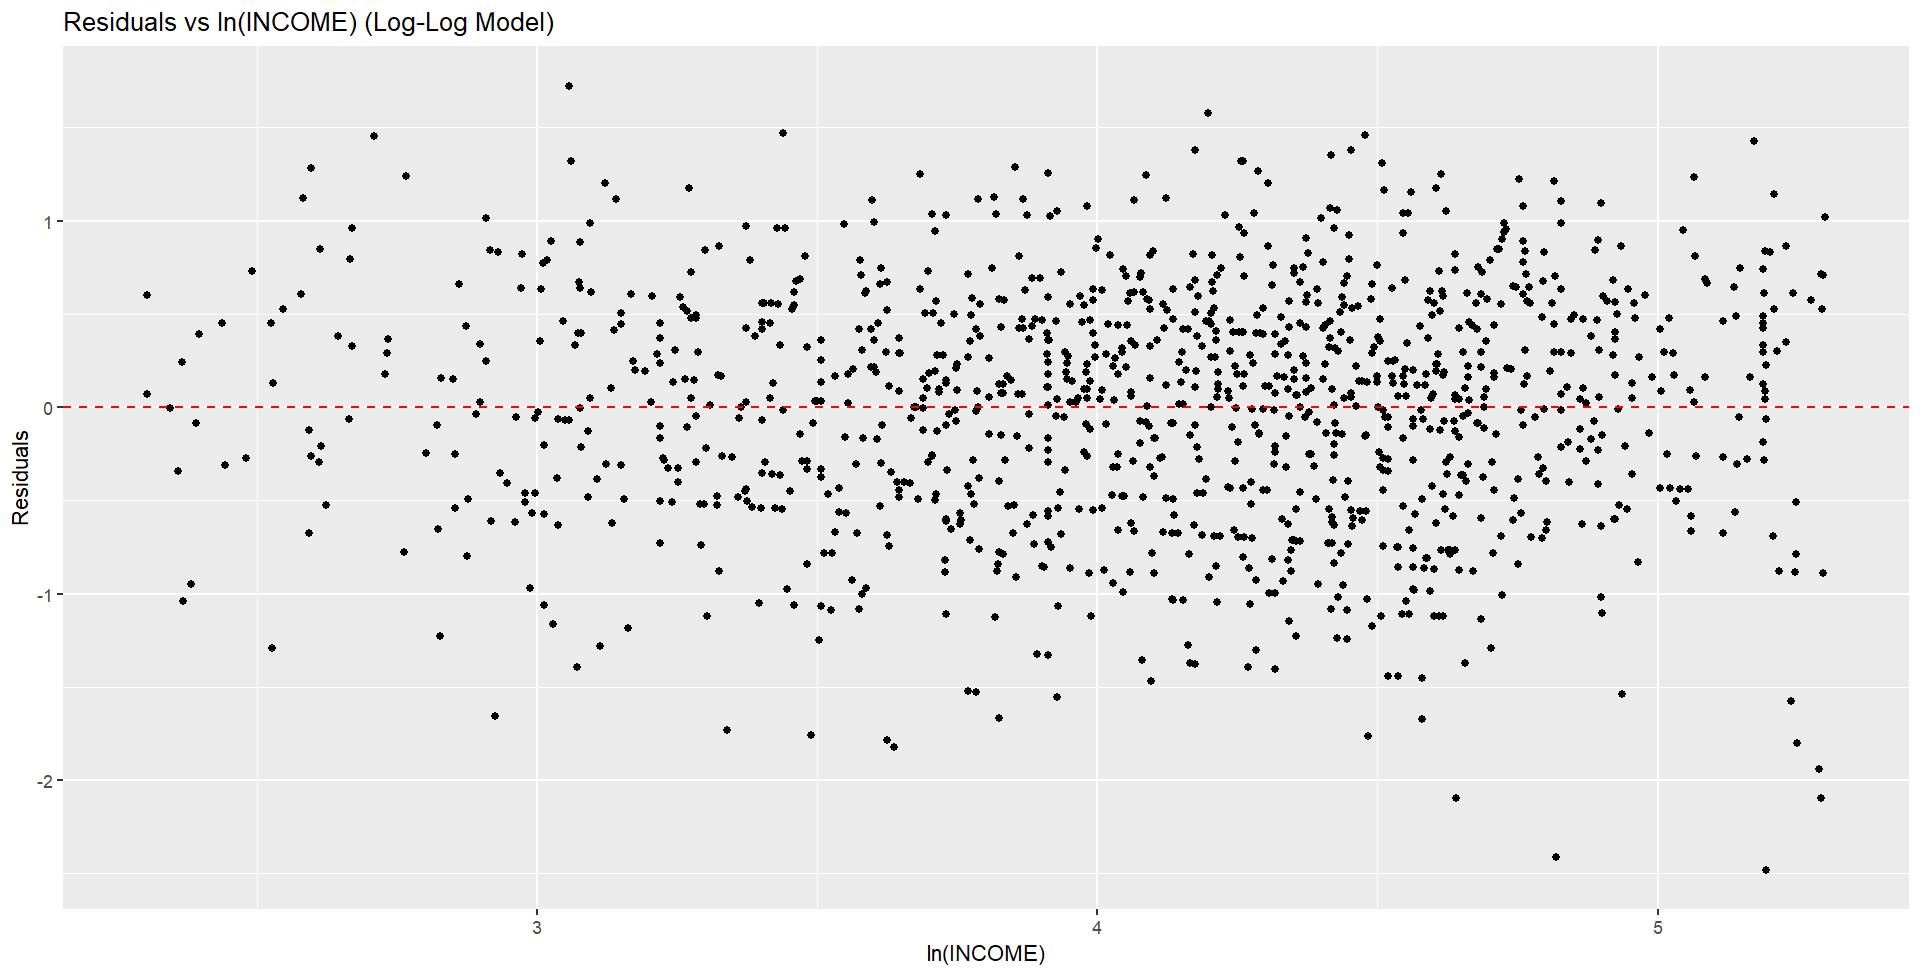 Residuals vs ln(INCOME) (Log-Log Model)
Residuals
1
0
-1
-2
3
4
5
ln(INCOME)